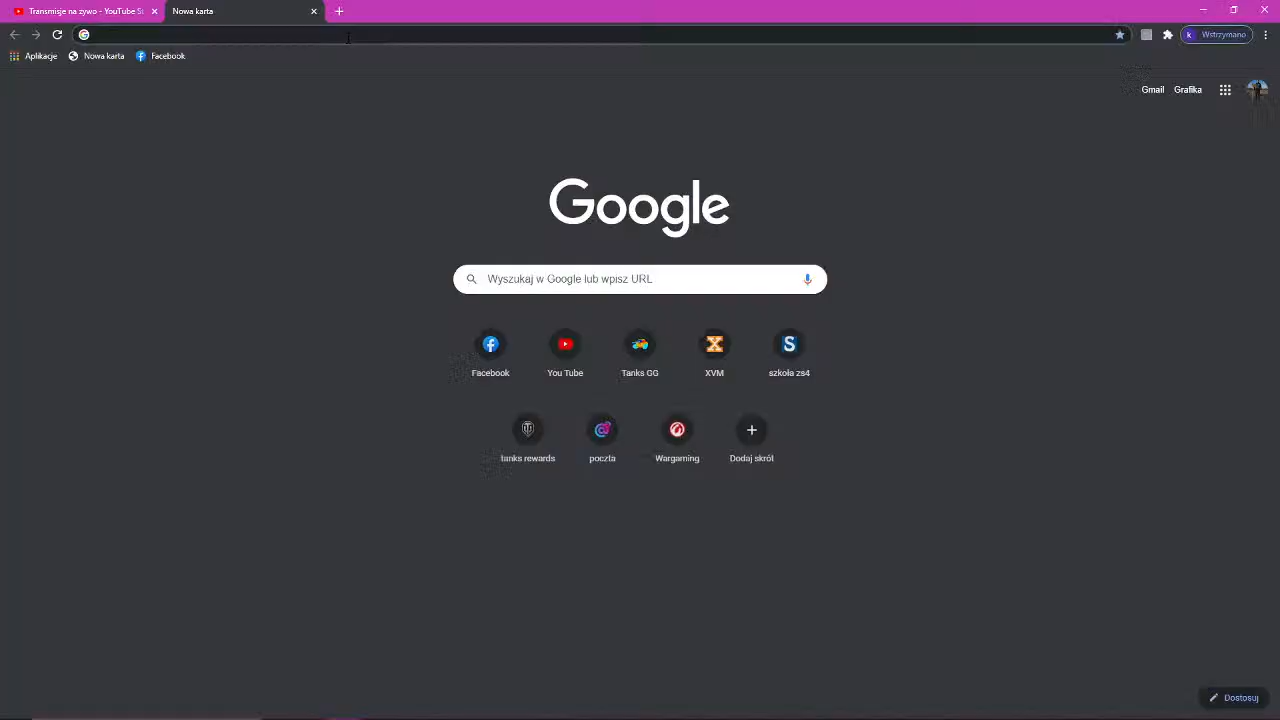 Transmisje na żywo - YouTube St
Nowa karta
Wstrzymano
Aplikacje
Nowa karta
Facebook
Gmail
Grafika
Google
Wyszukaj w Google lub wpisz URL
Facebook
You Tube
Tanks GG
XVM
szkoła zs4
tanks rewards
poczta
Wargaming
Dodaj skrót
Dostosuj